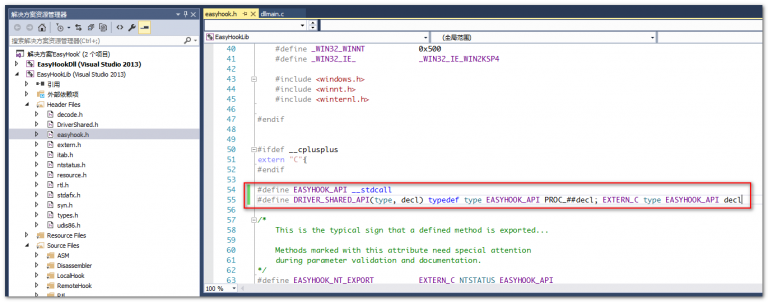 解决方案资源管理器
搜索解决方案资源管理器(Ctrl+;)
解决方案'EasyHook' (2 个项目)
EasyHookDll (Visual Studio 2013)
EasyHookLib (Visual Studio 2013)
引用
外部依赖项
Header Files
decode.h
DriverShared.h
easyhook.h
extern.h
itab.h
ntstatus.h
resource.h
rtl.h
stdafx.h
syn.h
types.h
udis86.h
Resource Files
Source Files
ASM
Disassembler
LocalHook
RemoteHook
Rtl
easyhook.h
dllmain.c
EasyHookLib
(全局范围)
40 #define _WIN32_WINNT 0x500
41 #define _WIN32_IE_ _WIN32_IE_WIN2KSP4
42
43 #include <windows.h>
44 #include <winnt.h>
45 #include <winternl.h>
46
47 #endif
48
49
50 #ifdef __cplusplus
51 extern "C"{
52 #endif
53
54 #define EASYHOOK_API __stdcall
55 #define DRIVER_SHARED_API(type, decl) typedef type EASYHOOK_API PROC_##decl; EXTERN_C type EASYHOOK_API decl
56
57 /*
58 This is the typical sign that a defined method is exported...
59
60 Methods marked with this attribute need special attention
61 during parameter validation and documentation.
62 */
63 #define EASYHOOK_NT_EXPORT EXTERN_C NTSTATUS EASYHOOK_API
100 %